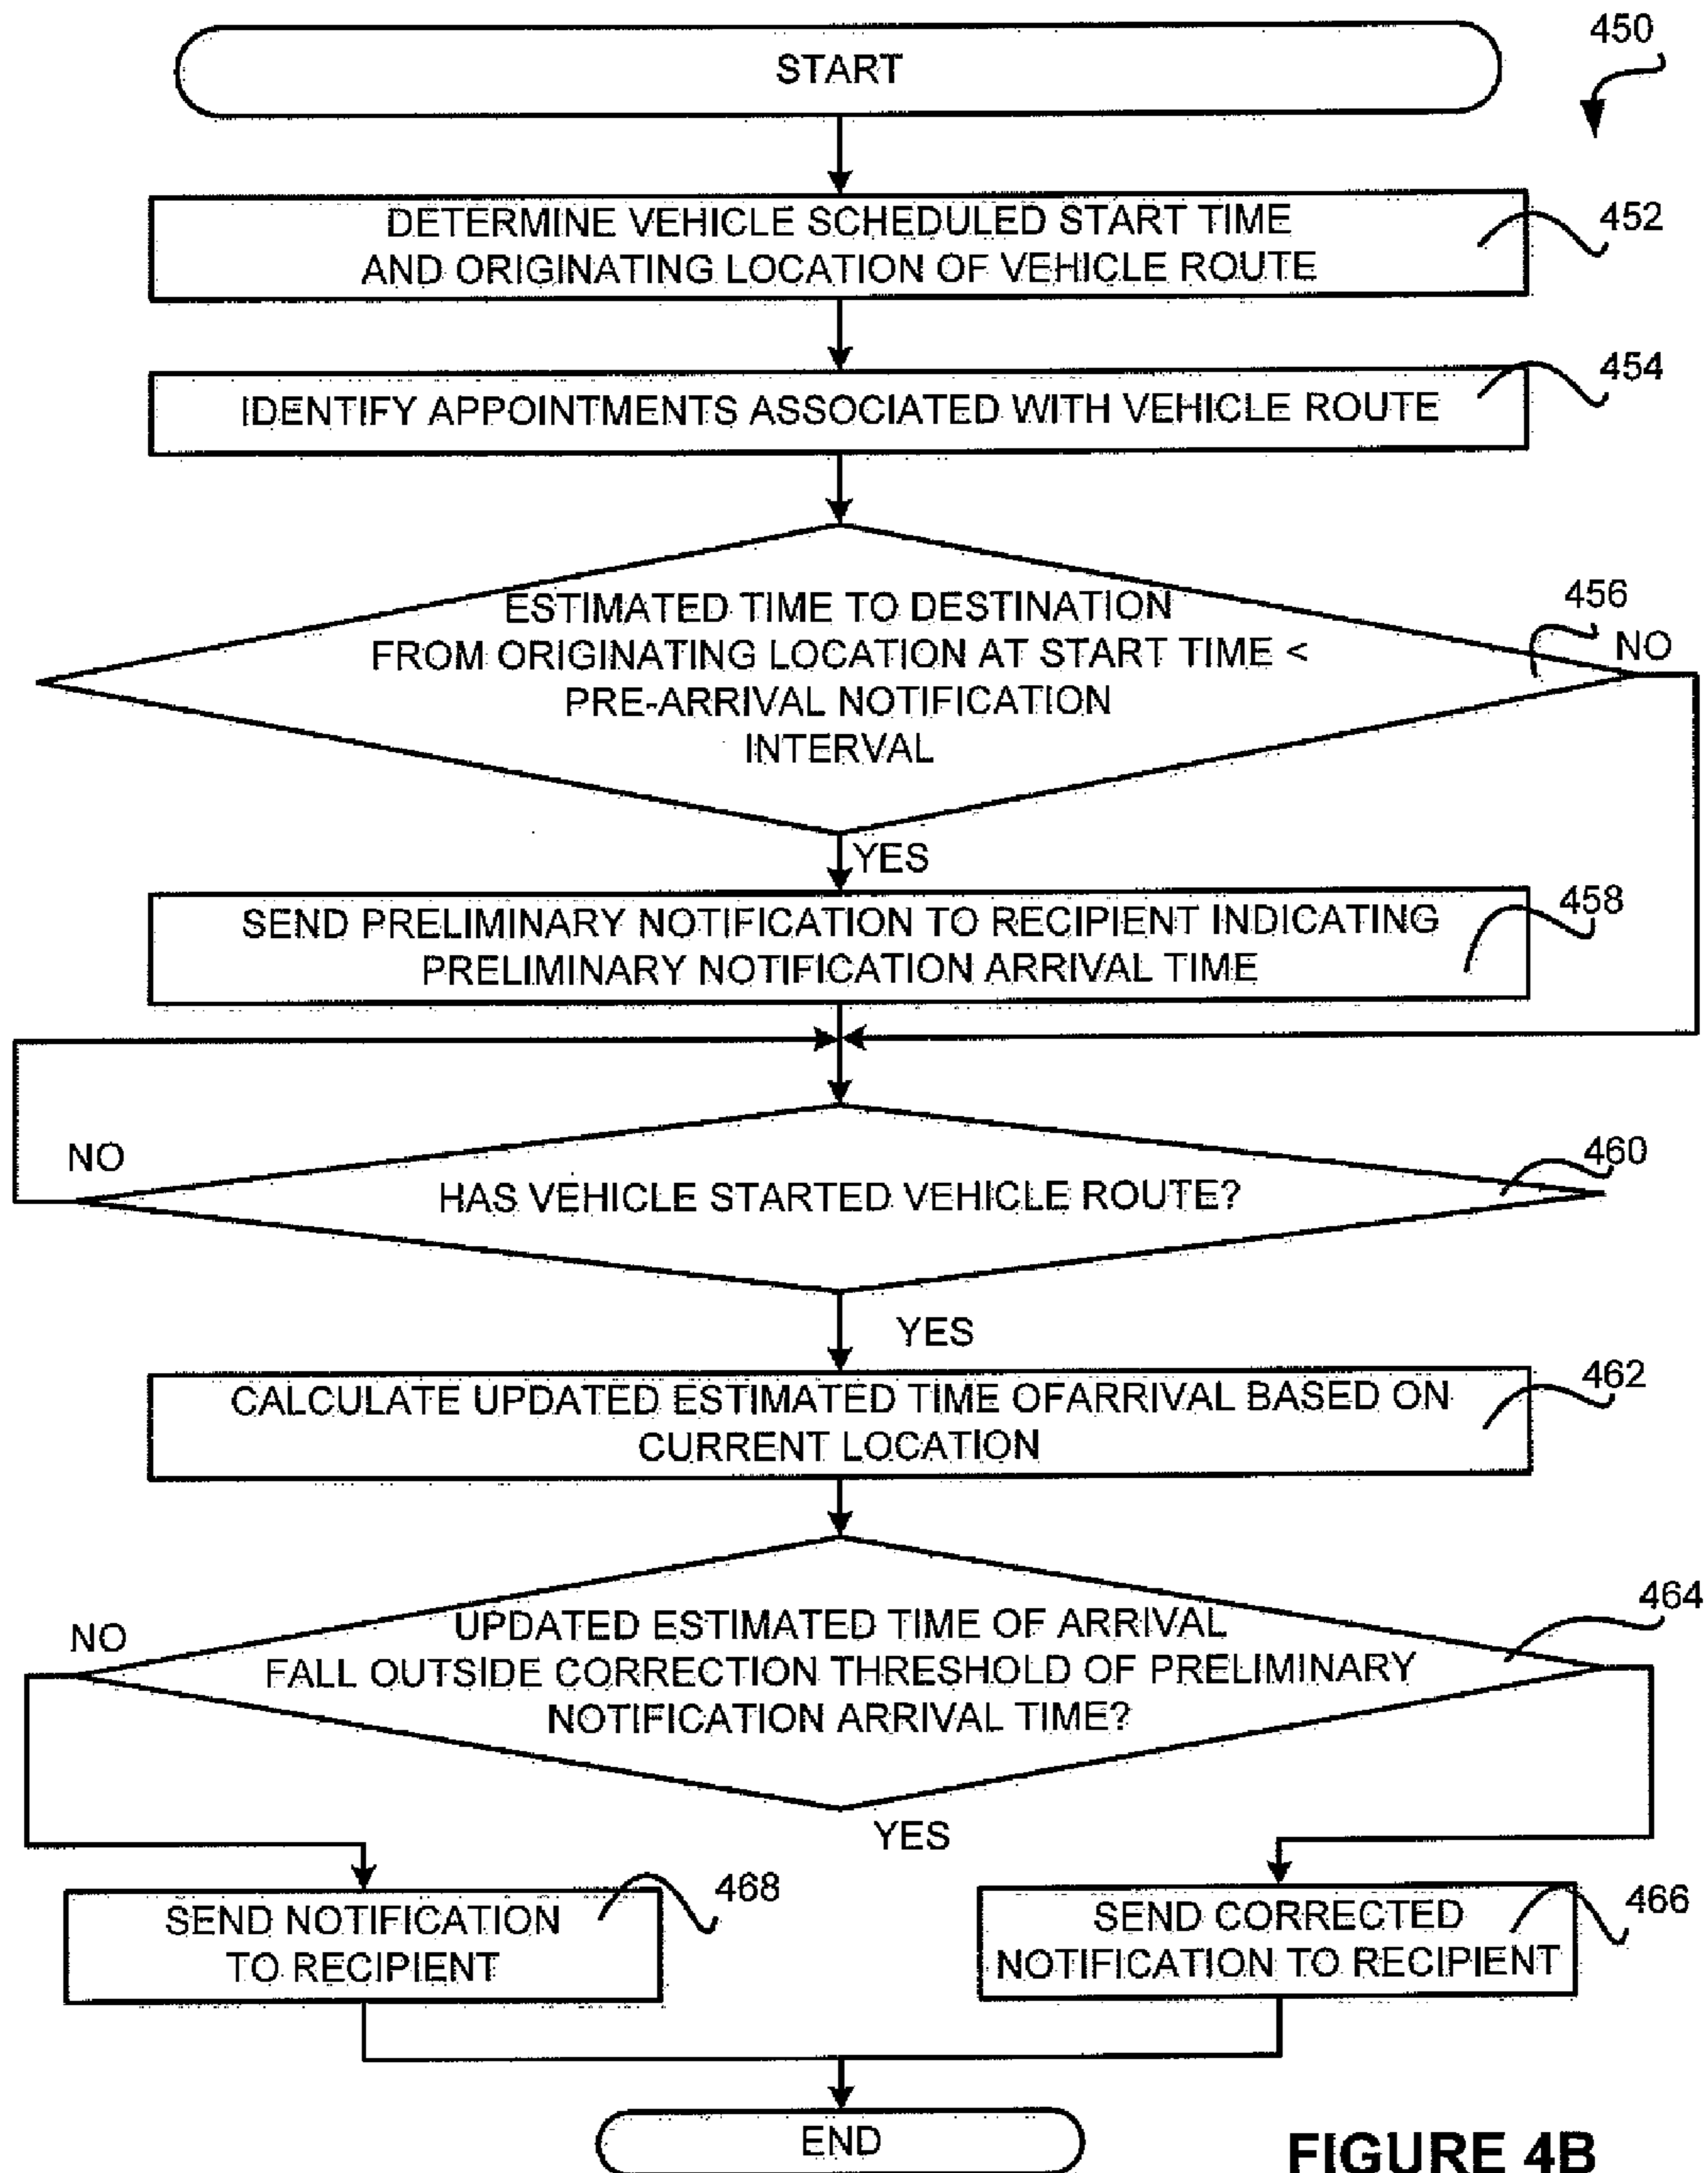 450
START
DETERMINE VEHICLE SCHEDULED START TIME
AND ORIGINATING LOCATION OF VEHICLE ROUTE
452
IDENTIFY APPOINTMENTS ASSOCIATED WITH VEHICLE ROUTE
454
ESTIMATED TIME TO DESTINATION
FROM ORIGINATING LOCATION AT START TIME <
PRE-ARRIVAL NOTIFICATION
INTERVAL
456
NO
YES
SEND PRELIMINARY NOTIFICATION TO RECIPIENT INDICATING
PRELIMINARY NOTIFICATION ARRIVAL TIME
458
NO
HAS VEHICLE STARTED VEHICLE ROUTE?
460
YES
CALCULATE UPDATED ESTIMATED TIME OFARRIVAL BASED ON
CURRENT LOCATION
462
NO
UPDATED ESTIMATED TIME OF ARRIVAL
FALL OUTSIDE CORRECTION THRESHOLD OF PRELIMINARY
NOTIFICATION ARRIVAL TIME?
464
YES
SEND NOTIFICATION
TO RECIPIENT
468
SEND CORRECTED
NOTIFICATION TO RECIPIENT
466
END
FIGURE 4B